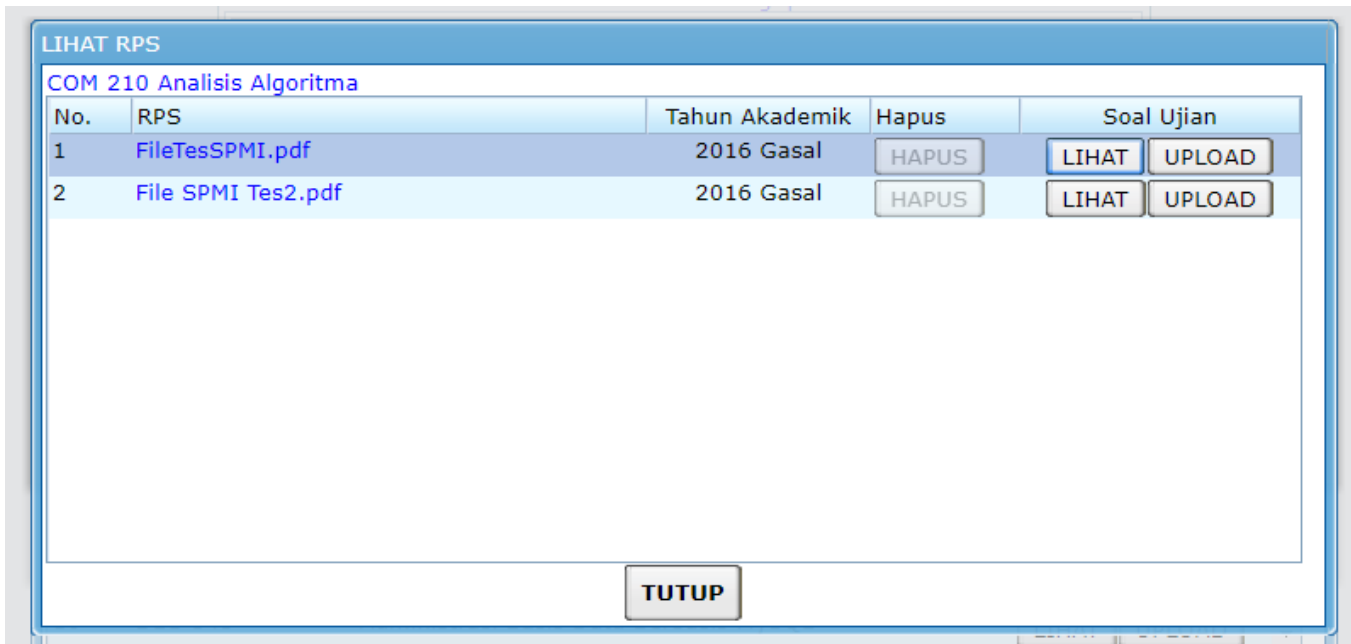 LIHAT RPS
COM 210 Analisis Algoritma
No. RPS Tahun Akademik Hapus Soal Ujian
1 FileTesSPMI.pdf 2016 Gasal HAPUS LIHAT UPLOAD
2 File SPMI Tes2.pdf 2016 Gasal HAPUS LIHAT UPLOAD
TUTUP